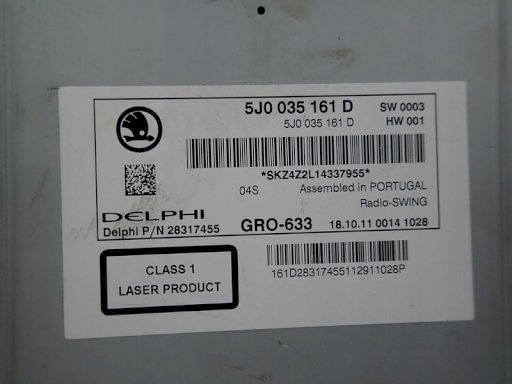 5J0 035 161 D SW 0003
5J0 035 161 D HW 001
*SKZ4Z2L14337955*
04S Assembled in PORTUGAL
Radio-SWING
DELPHI
Delphi P/N 28317455 GRO-633 18.10.11 0014 1028
CLASS 1
LASER PRODUCT
161D28317455112911028P